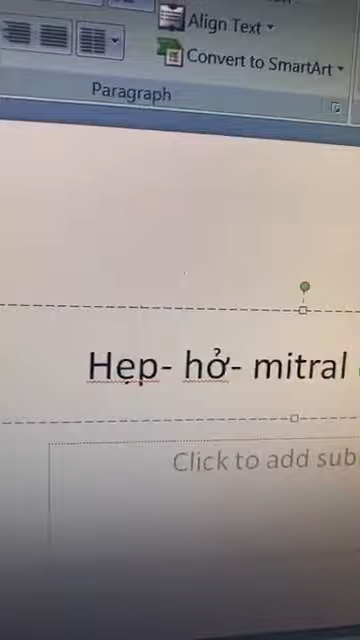 Align Text
Convert to SmartArt
Paragraph
Hẹp- hở- mitral
Click to add sub